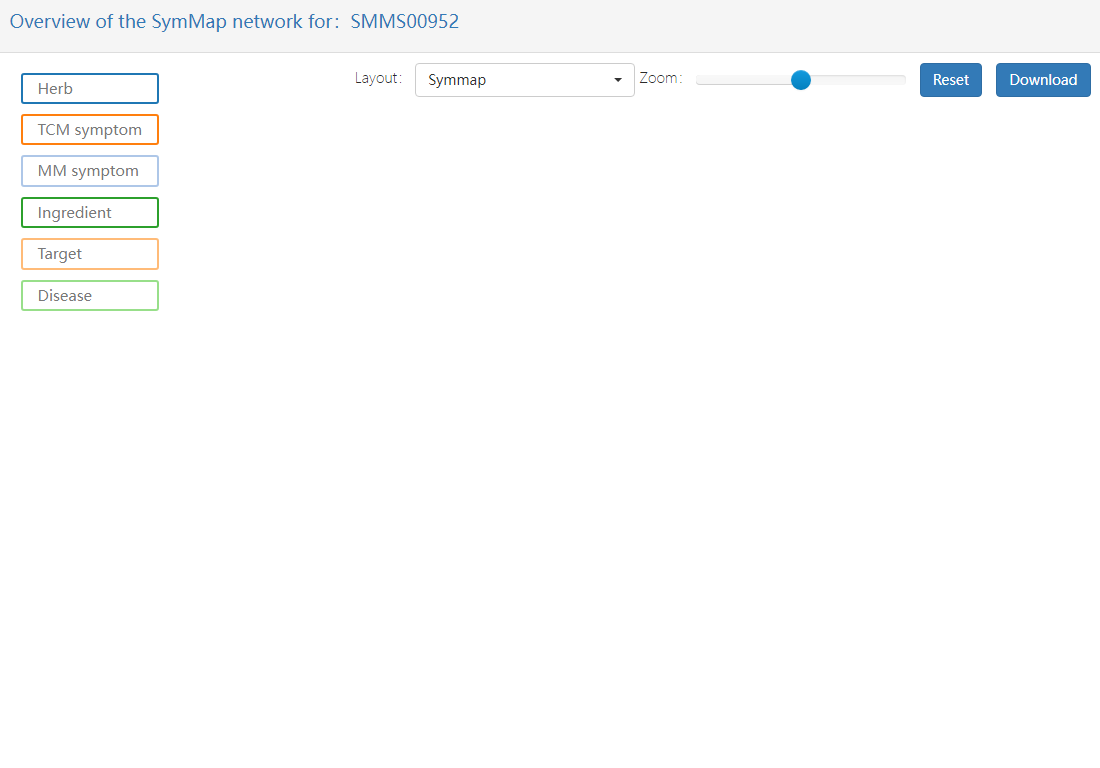 Overview of the SymMap network for：SMMS00952
Layout: Symmap Zoom: Reset Download
Herb
TCM symptom
MM symptom
Ingredient
Target
Disease